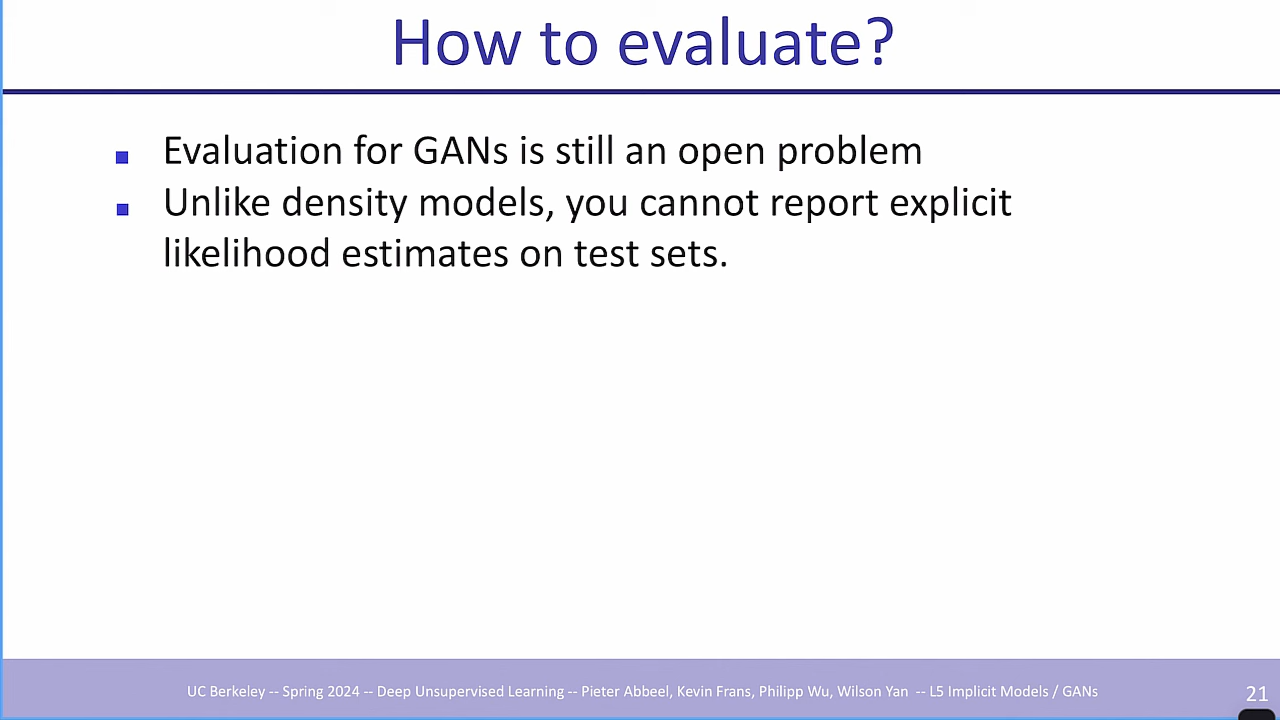 How to evaluate?
Evaluation for GANs is still an open problem
Unlike density models, you cannot report explicit
likelihood estimates on test sets.
UC Berkeley -- Spring 2024 -- Deep Unsupervised Learning -- Pieter Abbeel, Kevin Frans, Philipp Wu, Wilson Yan -- L5 Implicit Models / GANs
21